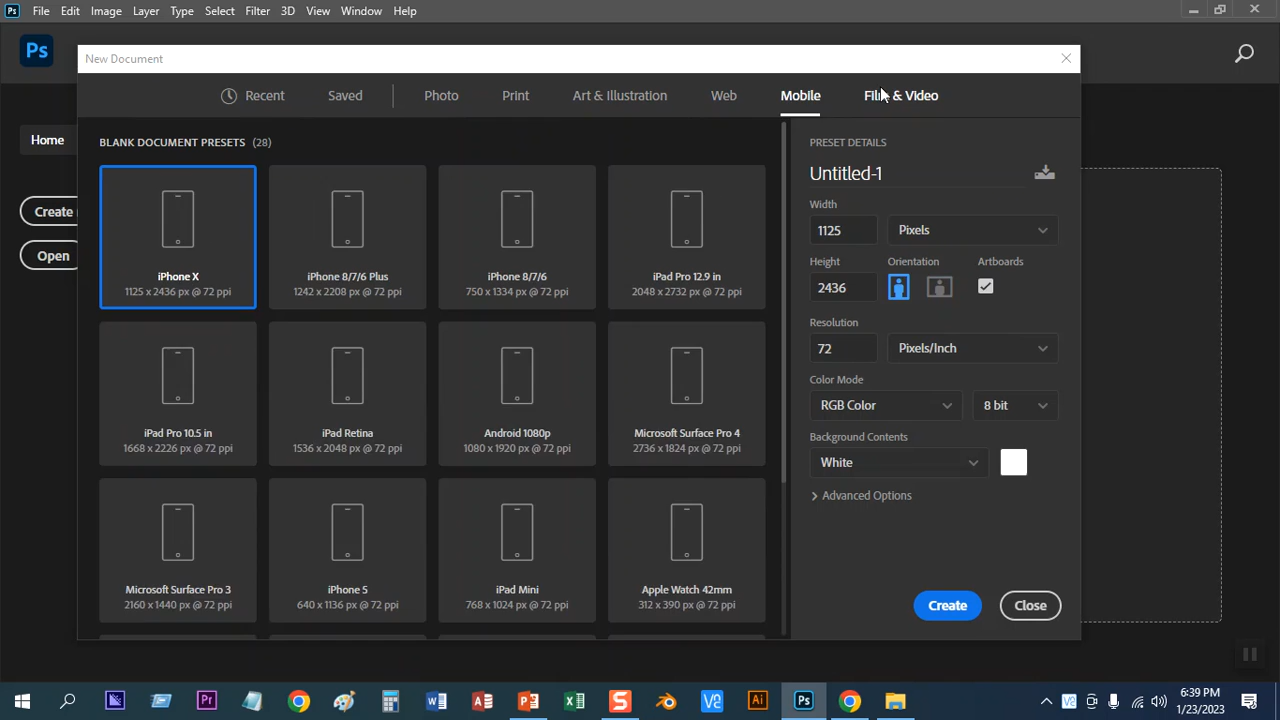 Ps File Edit Image Layer Type Select Filter 3D View Window Help
Ps
New Document
Recent Saved Photo Print Art & Illustration Web Mobile Film & Video
Home
Create
Open
BLANK DOCUMENT PRESETS (28)
iPhone X
1125 x 2436 px @ 72 ppi
iPhone 8/7/6 Plus
1242 x 2208 px @ 72 ppi
iPhone 8/7/6
750 x 1334 px @ 72 ppi
iPad Pro 12.9 in
2048 x 2732 px @ 72 ppi
iPad Pro 10.5 in
1668 x 2226 px @ 72 ppi
iPad Retina
1536 x 2048 px @ 72 ppi
Android 1080p
1080 x 1920 px @ 72 ppi
Microsoft Surface Pro 4
2736 x 1824 px @ 72 ppi
Microsoft Surface Pro 3
2160 x 1440 px @ 72 ppi
iPhone 5
640 x 1136 px @ 72 ppi
iPad Mini
768 x 1024 px @ 72 ppi
Apple Watch 42mm
312 x 390 px @ 72 ppi
PRESET DETAILS
Untitled-1
Width
1125 Pixels
Height Orientation Artboards
2436
Resolution
72 Pixels/Inch
Color Mode
RGB Color 8 bit
Background Contents
White
Advanced Options
Create Close
Pr Ai Ps
6:39 PM
1/23/2023